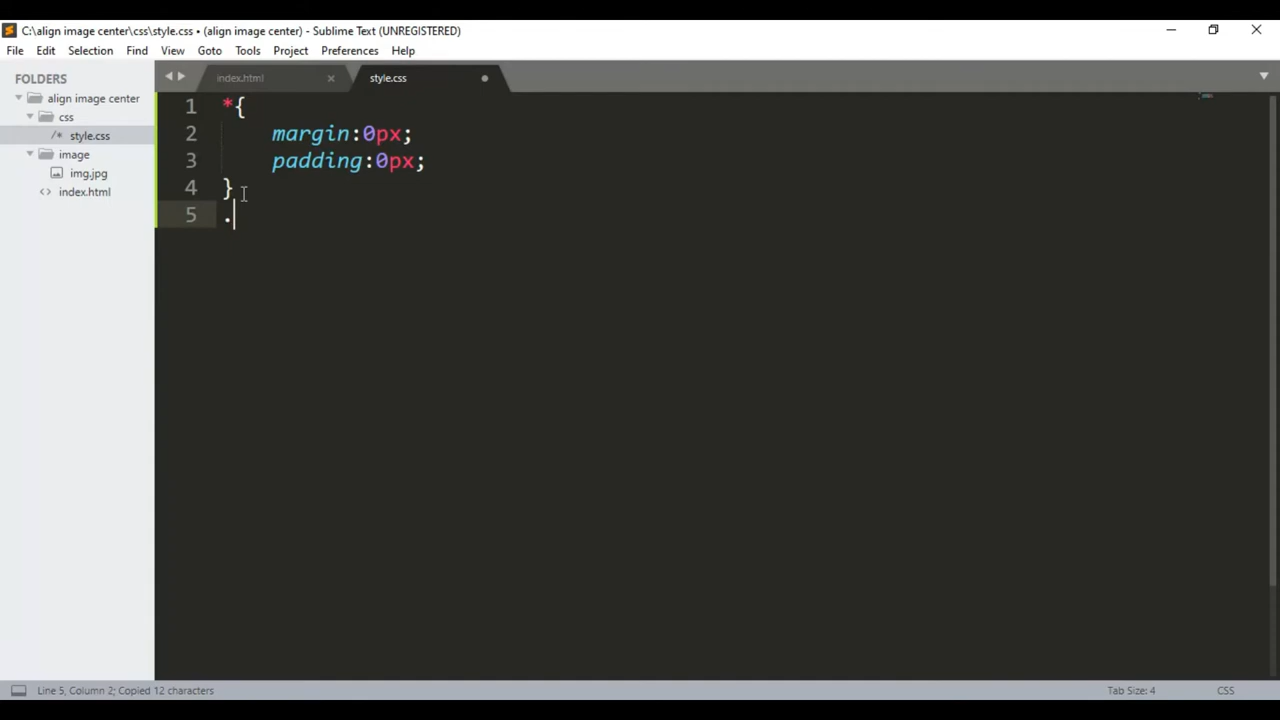 C:\align image center\css\style.css • (align image center) - Sublime Text (UNREGISTERED)
File Edit Selection Find View Goto Tools Project Preferences Help
FOLDERS
align image center
css
/* style.css
image
img.jpg
<> index.html
index.html × style.css
1 *{
2 margin:0px;
3 padding:0px;
4 }
5 .
Line 5, Column 2; Copied 12 characters
Tab Size: 4 CSS